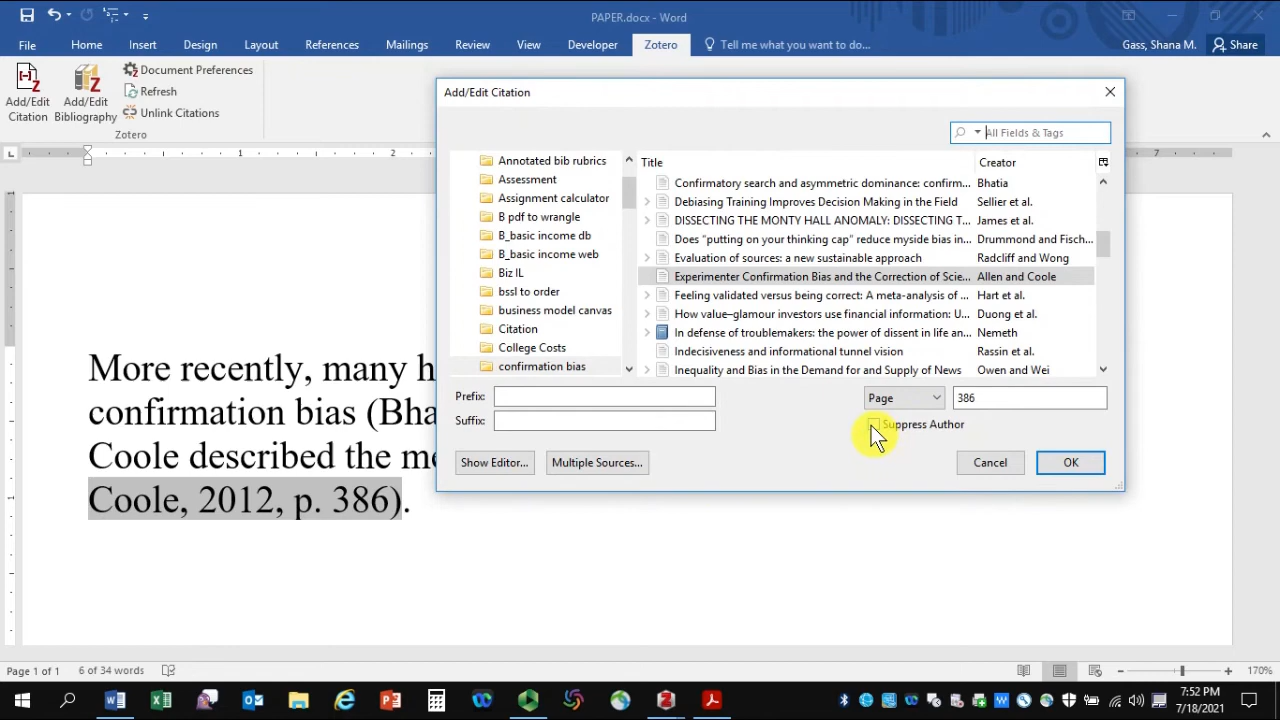 PAPER.docx - Word
File Home Insert Design Layout References Mailings Review View Developer Zotero Tell me what you want to do... Gass, Shana M. Share
Add/Edit Citation
Add/Edit Bibliography
Document Preferences
Refresh
Unlink Citations
Zotero
1 2 7
Add/Edit Citation
All Fields & Tags
Annotated bib rubrics
Assessment
Assignment calculator
B pdf to wrangle
B_basic income db
B_basic income web
Biz IL
bssl to order
business model canvas
Citation
College Costs
confirmation bias
Title Creator
Confirmatory search and asymmetric dominance: confirm... Bhatia
Debiasing Training Improves Decision Making in the Field Sellier et al.
DISSECTING THE MONTY HALL ANOMALY: DISSECTING T... James et al.
Does "putting on your thinking cap" reduce myside bias in... Drummond and Fisch...
Evaluation of sources: a new sustainable approach Radcliff and Wong
Experimenter Confirmation Bias and the Correction of Scie... Allen and Coole
Feeling validated versus being correct: A meta-analysis of ... Hart et al.
How value–glamour investors use financial information: U... Duong et al.
In defense of troublemakers: the power of dissent in life an... Nemeth
Indecisiveness and informational tunnel vision Rassin et al.
Inequality and Bias in the Demand for and Supply of News Owen and Wei
Prefix:
Suffix:
Page 386
Suppress Author
Show Editor... Multiple Sources... Cancel OK
More recently, many h
confirmation bias (Bha
Coole described the me
Coole, 2012, p. 386).
Page 1 of 1 6 of 34 words 170%
7:52 PM
7/18/2021